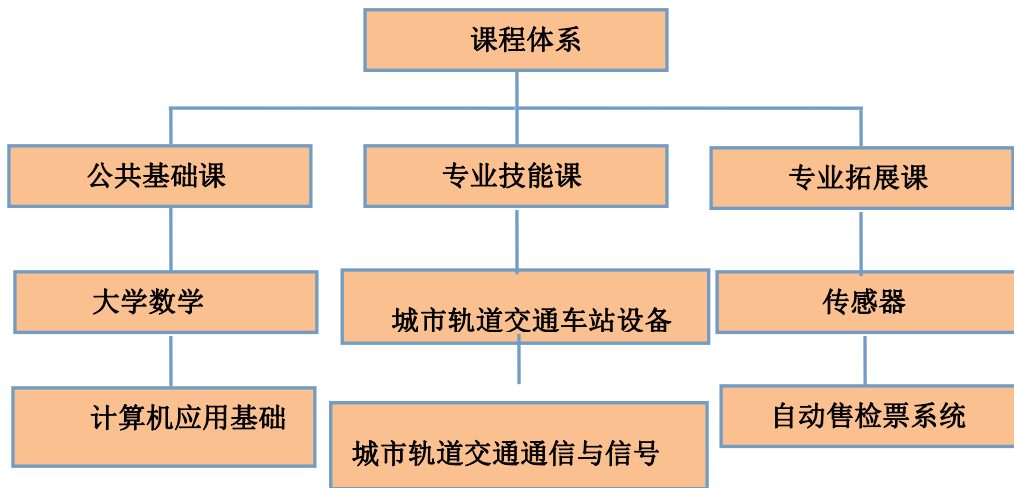 课程体系
公共基础课
专业技能课
专业拓展课
大学数学
城市轨道交通车站设备
传感器
计算机应用基础
城市轨道交通通信与信号
自动售检票系统